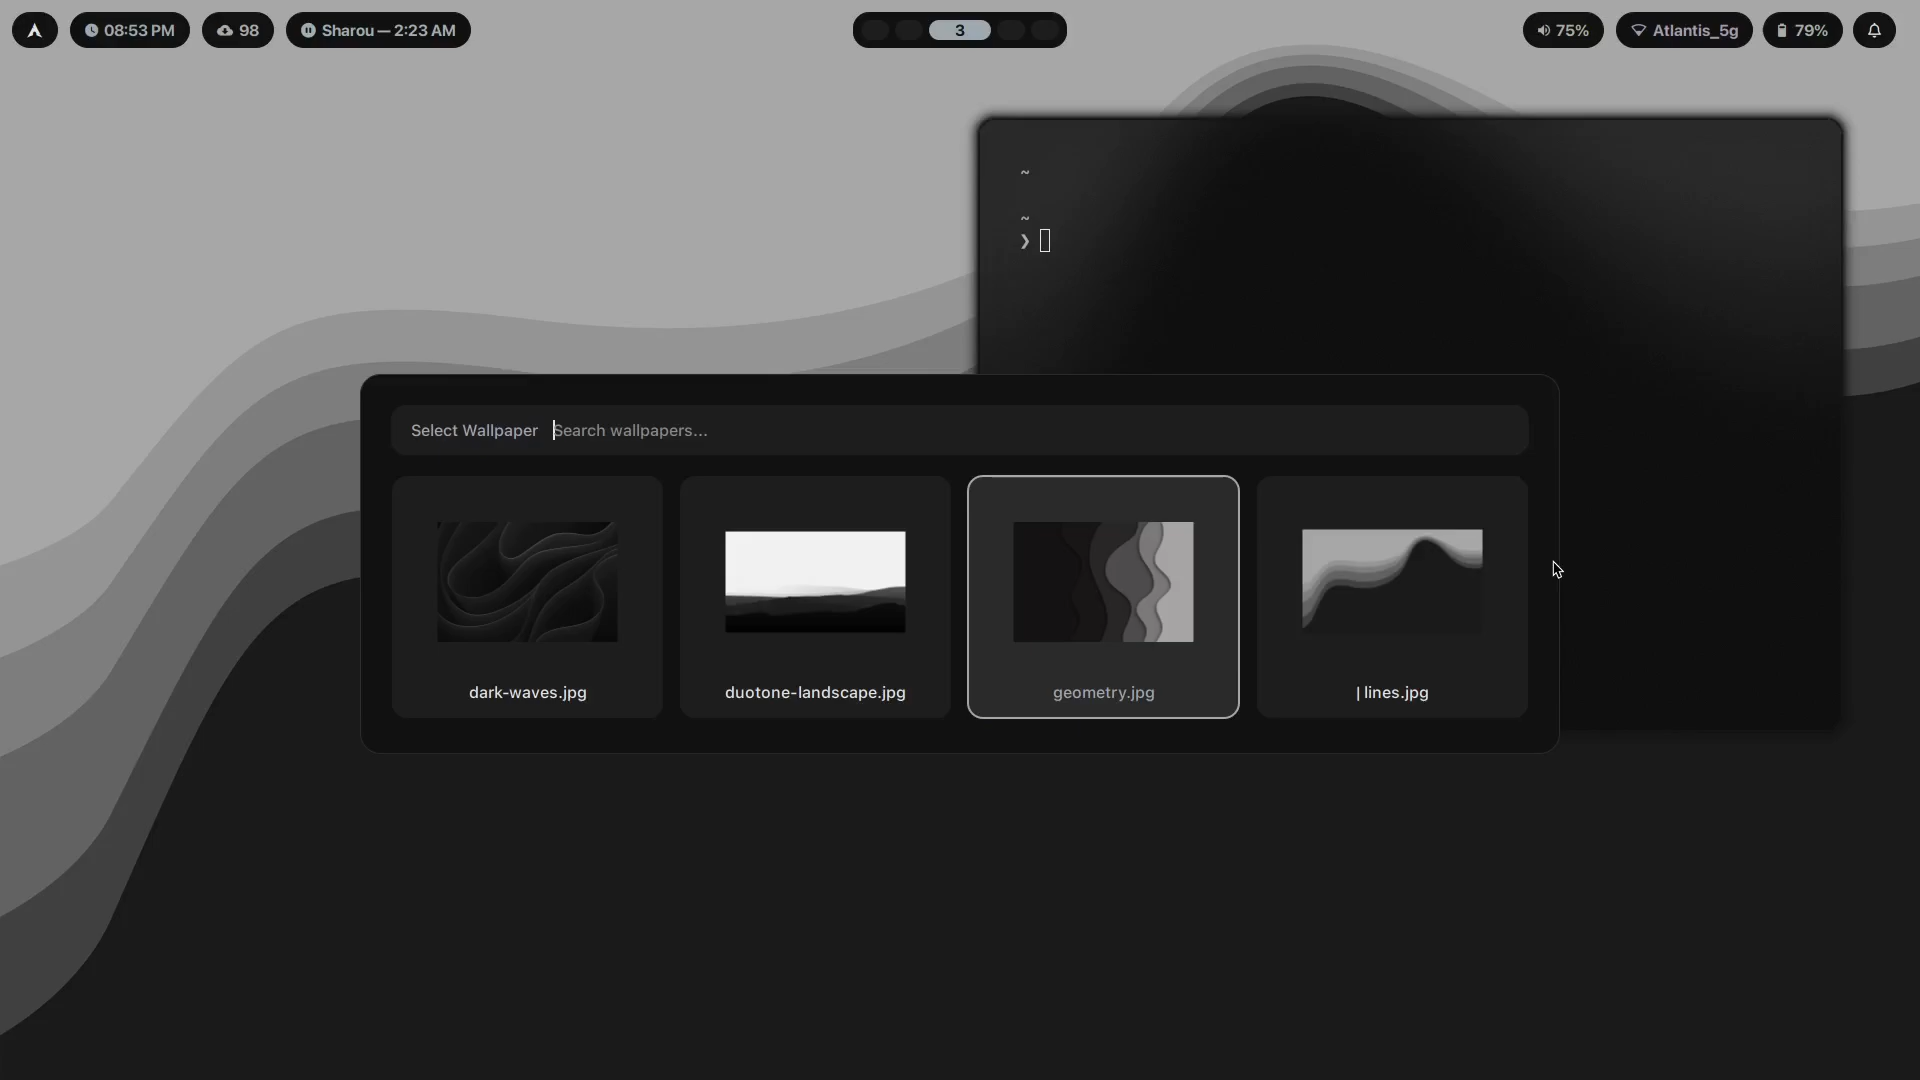 08:53 PM
98
Sharou — 2:23 AM
3
75%
Atlantis_5g
79%
~
~
❯
Select Wallpaper Search wallpapers...
dark-waves.jpg
duotone-landscape.jpg
geometry.jpg
| lines.jpg